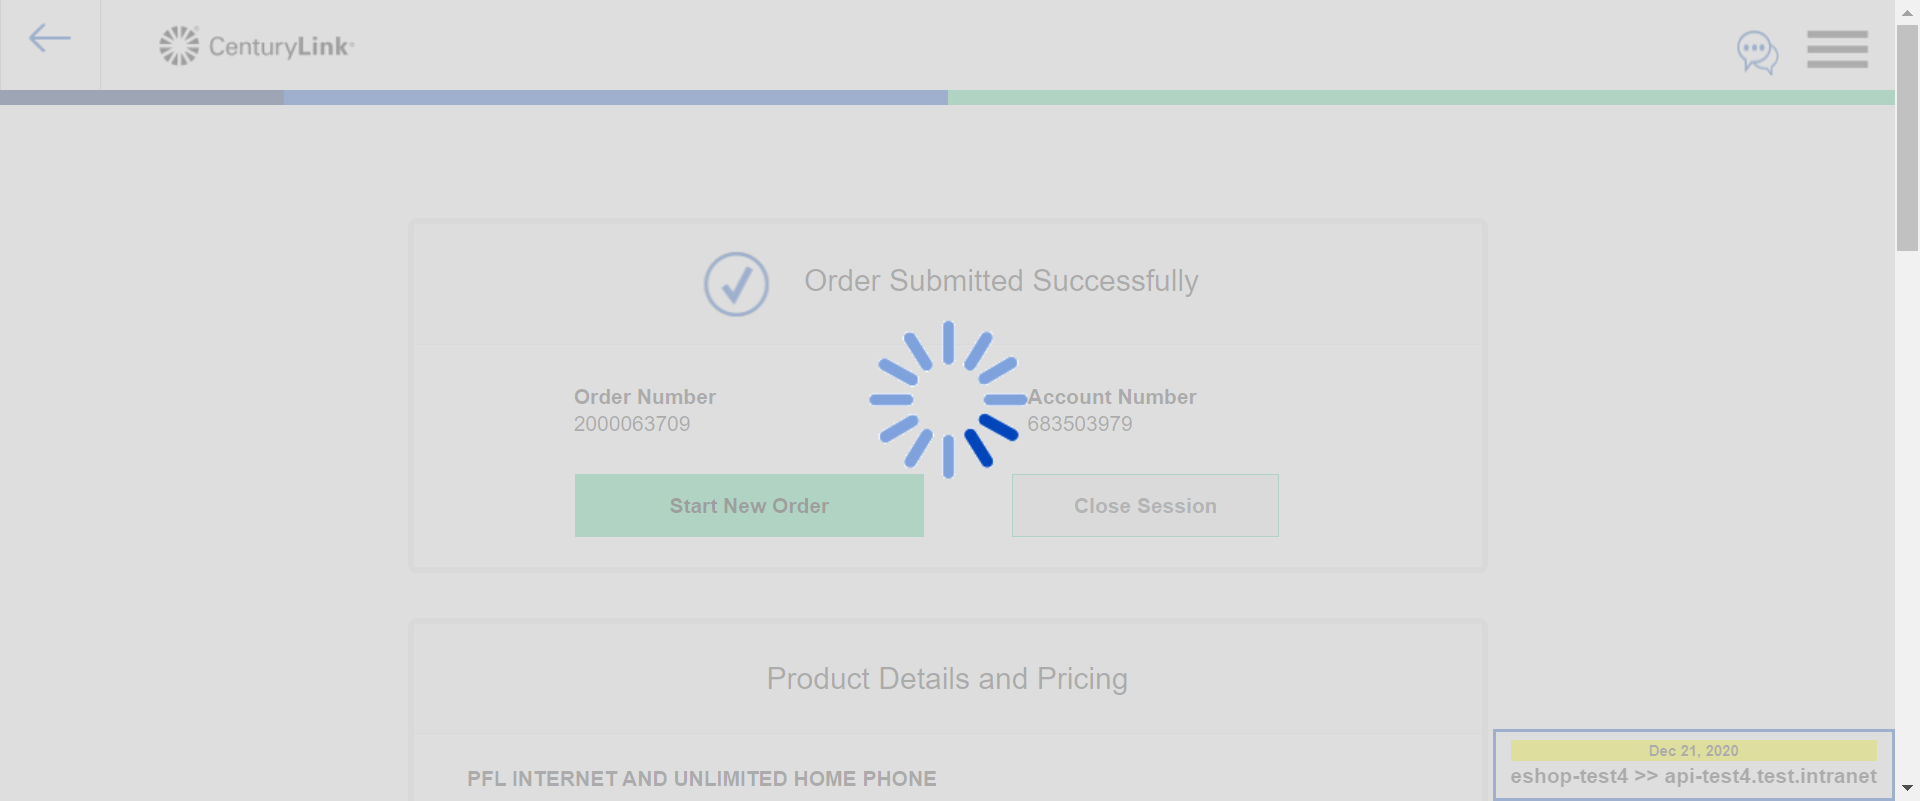 CenturyLink®
Order Submitted Successfully
Order Number
2000063709
Account Number
683503979
Start New Order
Close Session
Product Details and Pricing
PFL INTERNET AND UNLIMITED HOME PHONE
Dec 21, 2020
eshop-test4 >> api-test4.test.intranet